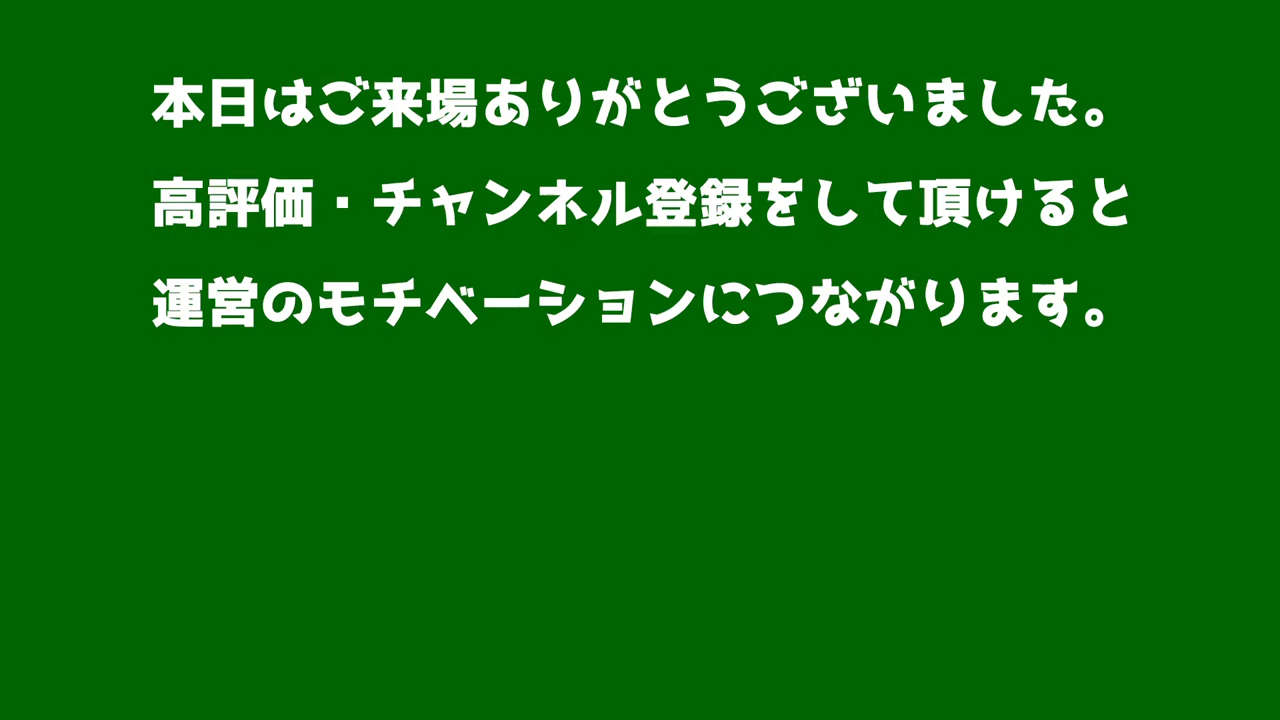 本日はご来場ありがとうございました。
高評価・チャンネル登録をして頂けると
運営のモチベーションにつながります。